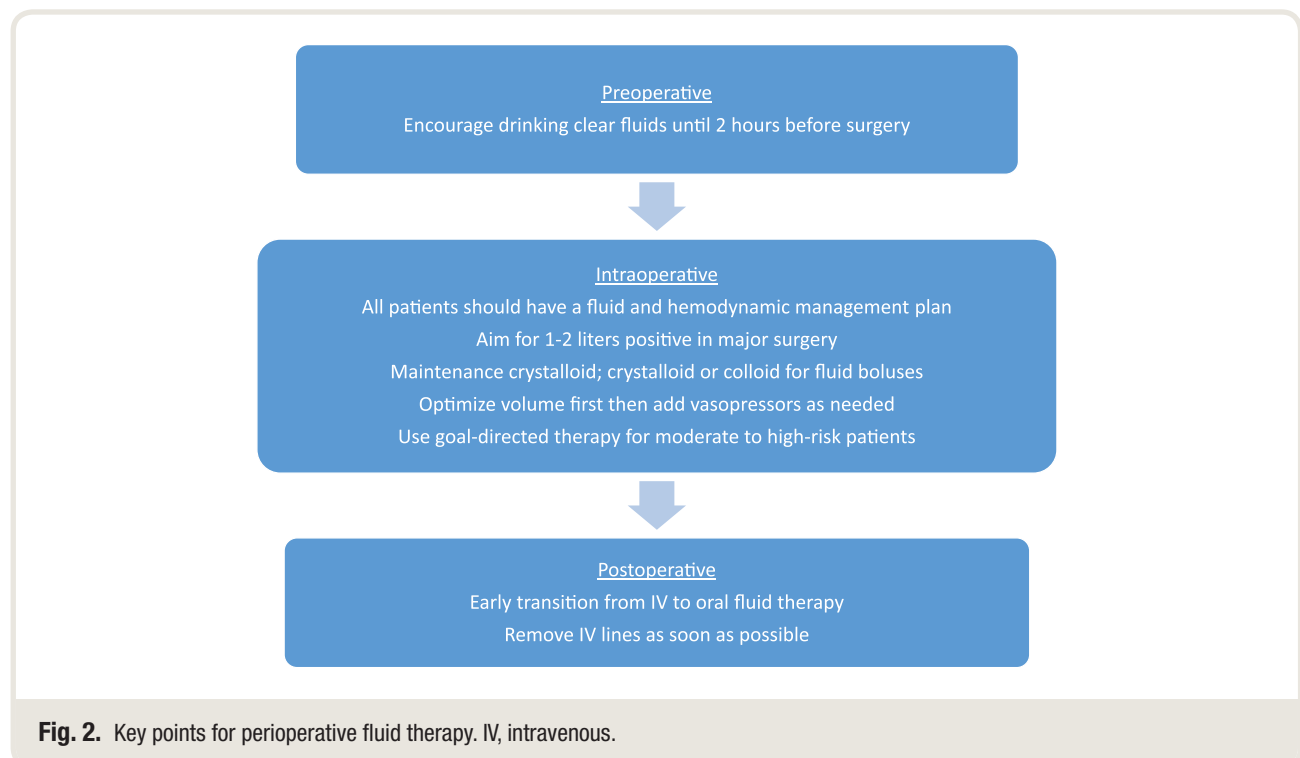 Preoperative
Encourage drinking clear fluids until 2 hours before surgery
Intraoperative
All patients should have a fluid and hemodynamic management plan
Aim for 1-2 liters positive in major surgery
Maintenance crystalloid; crystalloid or colloid for fluid boluses
Optimize volume first then add vasopressors as needed
Use goal-directed therapy for moderate to high-risk patients
Postoperative
Early transition from IV to oral fluid therapy
Remove IV lines as soon as possible
Fig. 2. Key points for perioperative fluid therapy. IV, intravenous.